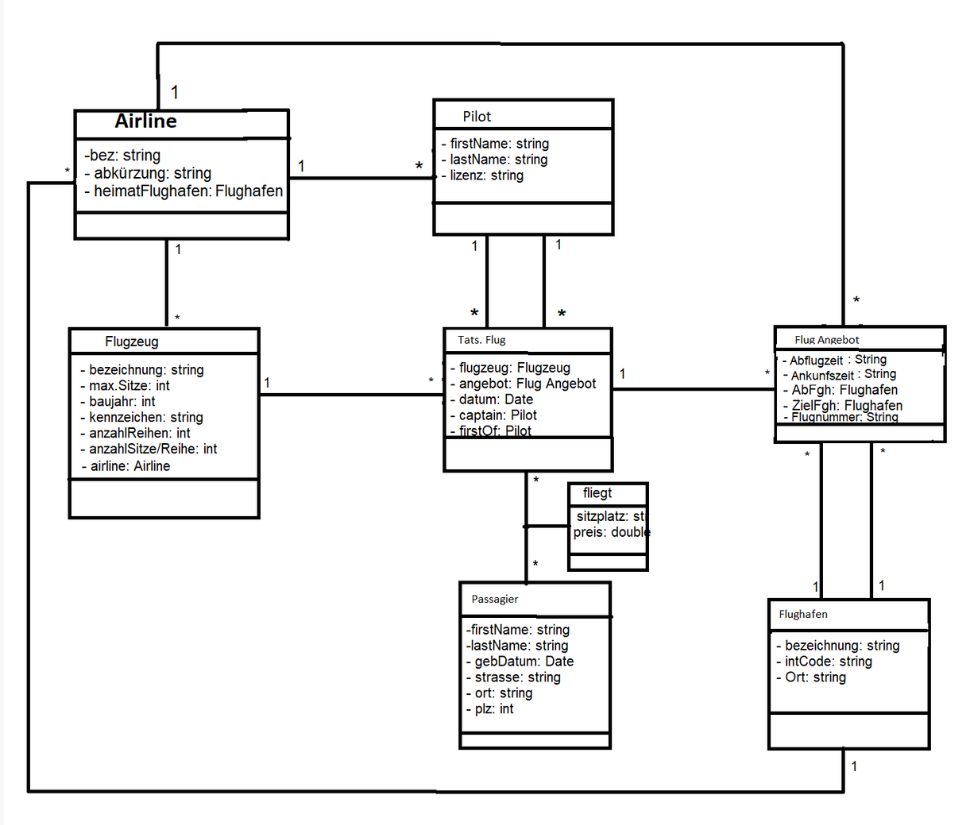 1
Airline
-bez: string
- abkürzung: string
- heimatFlughafen: Flughafen
*
1
*
Pilot
- firstName: string
- lastName: string
- lizenz: string
1
*
1
1
*
*
*
Flugzeug
- bezeichnung: string
- max.Sitze: int
- baujahr: int
- kennzeichen: string
- anzahlReihen: int
- anzahlSitze/Reihe: int
- airline: Airline
1
*
Tats. Flug
- flugzeug: Flugzeug
- angebot: Flug Angebot
- datum: Date
- captain: Pilot
- firstOf: Pilot
1
*
Flug Angebot
- Abflugzeit : String
- Ankunfszeit : String
- AbFgh: Flughafen
- ZielFgh: Flughafen
- Flugnummer: String
*
*
*
fliegt
sitzplatz: str
preis: double
*
1
1
Passagier
-firstName: string
-lastName: string
- gebDatum: Date
- strasse: string
- ort: string
- plz: int
Flughafen
- bezeichnung: string
- intCode: string
- Ort: string
1